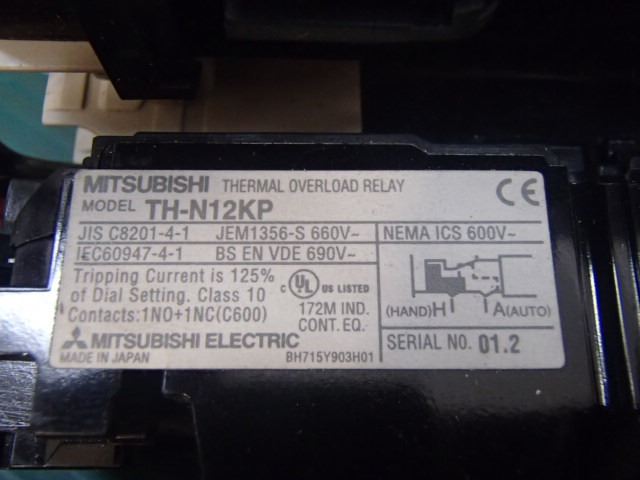 MITSUBISHI THERMAL OVERLOAD RELAY
CE
MODEL TH-N12KP
JIS C8201-4-1 JEM1356-S 660V~ NEMA ICS 600V~
IEC60947-4-1 BS EN VDE 690V~
Tripping Current is 125%
of Dial Setting. Class 10
Contacts:1NO+1NC(C600)
C UL US LISTED
172M IND.
CONT. EQ.
(HAND)H A(AUTO)
MITSUBISHI ELECTRIC
MADE IN JAPAN BH715Y903H01
SERIAL NO. 01.2